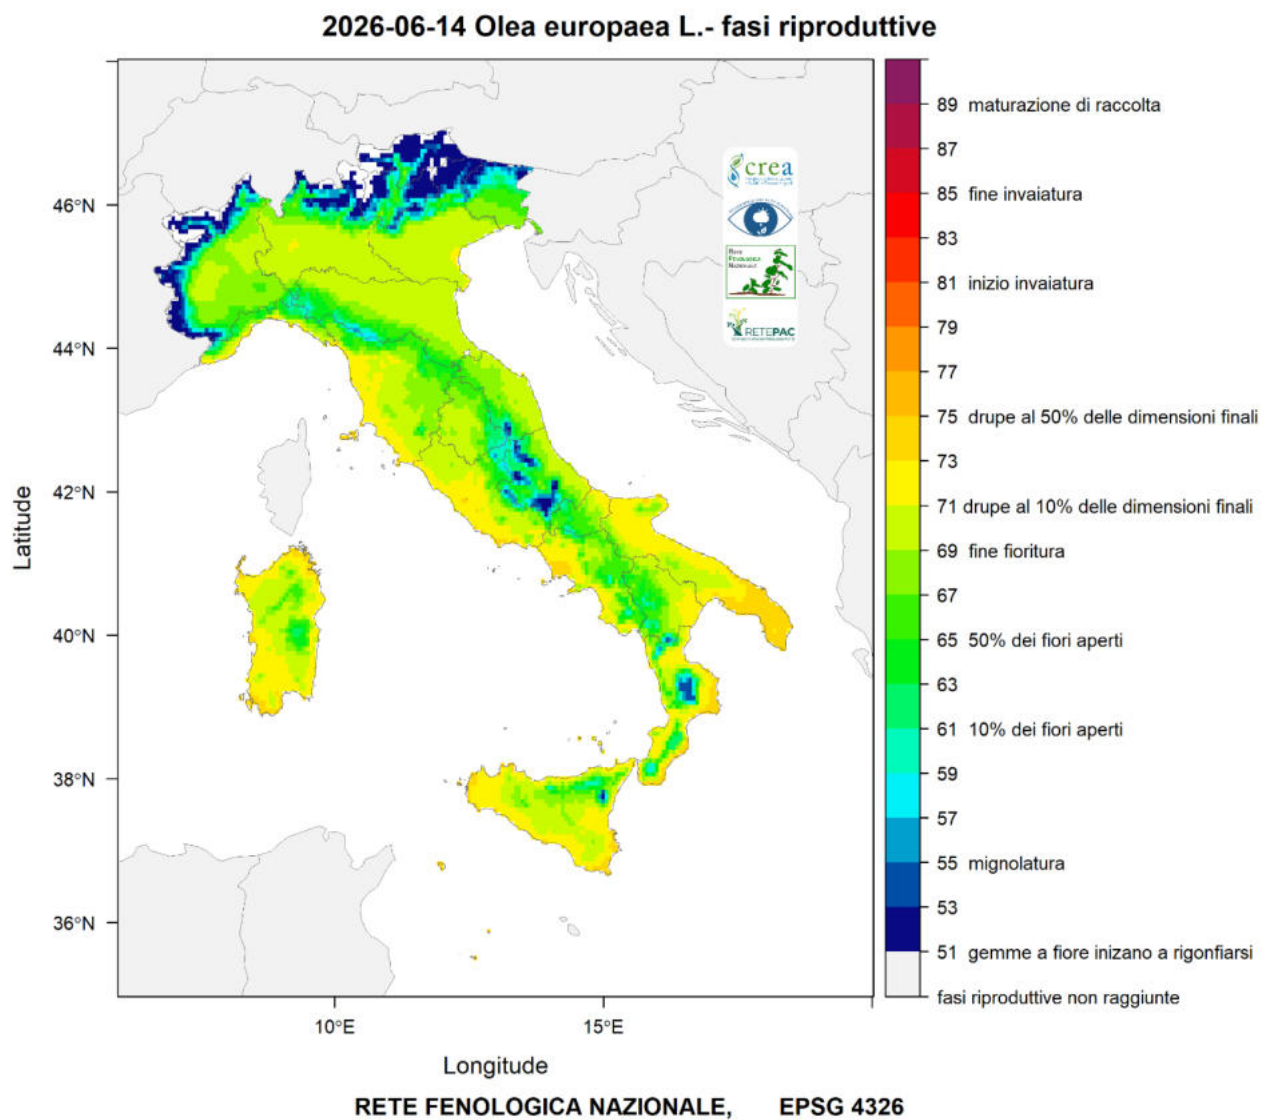 2026-06-14 Olea europaea L.- fasi riproduttive
89 maturazione di raccolta
87
85 fine invaiatura
83
81 inizio invaiatura
79
77
75 drupe al 50% delle dimensioni finali
73
71 drupe al 10% delle dimensioni finali
69 fine fioritura
67
65 50% dei fiori aperti
63
61 10% dei fiori aperti
59
57
55 mignolatura
53
51 gemme a fiore inizano a rigonfiarsi
fasi riproduttive non raggiunte
crea
RETE
FENOLOGICA
NAZIONALE
RETEPAC
46°N
44°N
42°N
40°N
38°N
36°N
Latitude
10°E
15°E
Longitude
RETE FENOLOGICA NAZIONALE, EPSG 4326